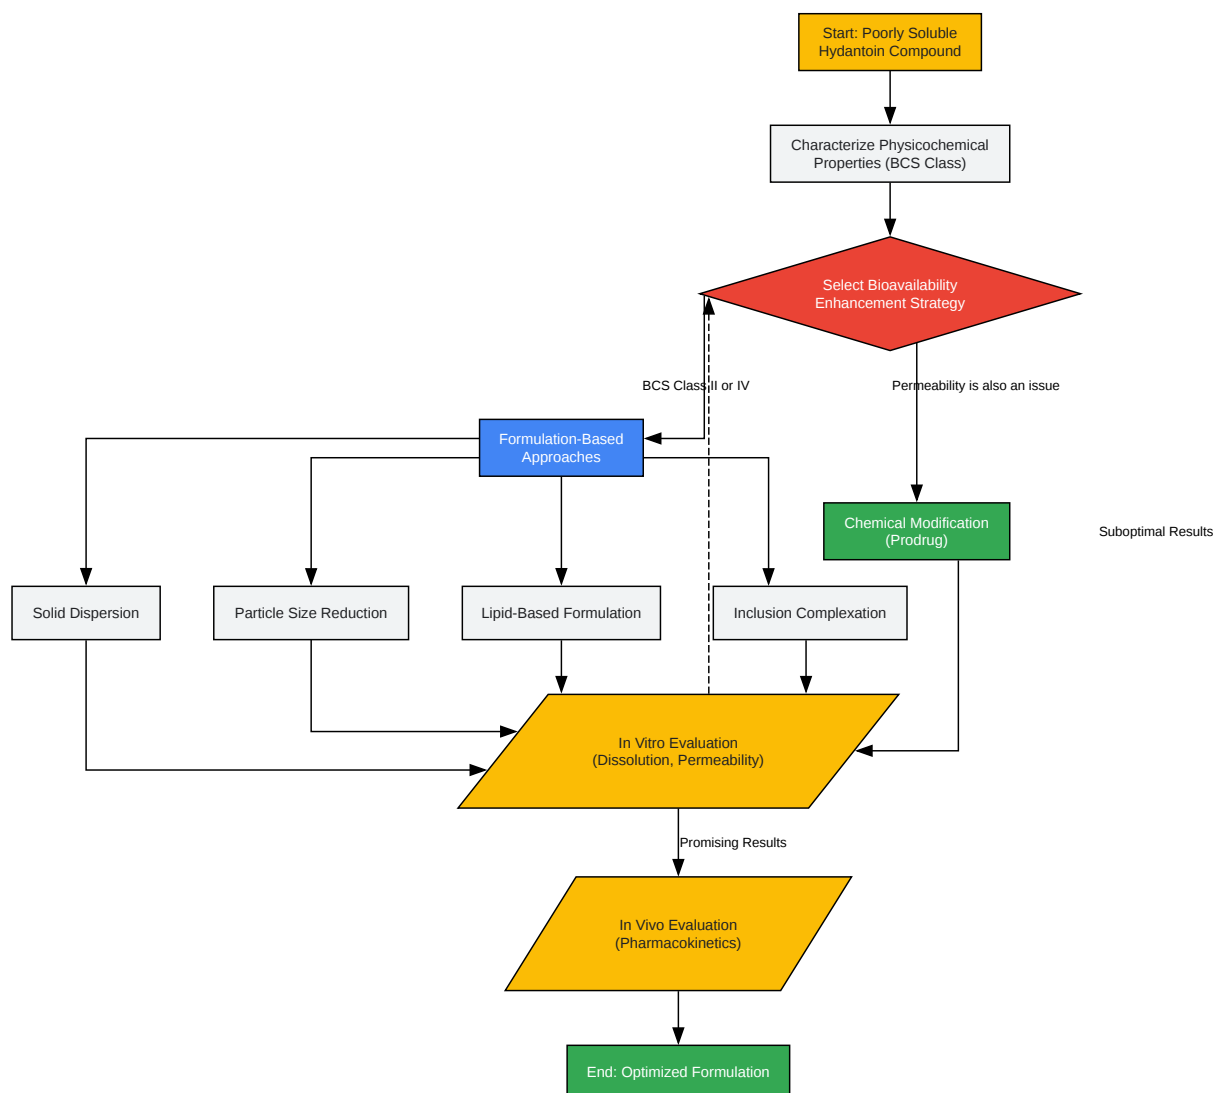 Start: Poorly Soluble
Hydantoin Compound
Characterize Physicochemical
Properties (BCS Class)
Select Bioavailability
Enhancement Strategy
BCS Class II or IV
Permeability is also an issue
Formulation-Based
Approaches
Chemical Modification
(Prodrug)
Suboptimal Results
Solid Dispersion
Particle Size Reduction
Lipid-Based Formulation
Inclusion Complexation
In Vitro Evaluation
(Dissolution, Permeability)
Promising Results
In Vivo Evaluation
(Pharmacokinetics)
End: Optimized Formulation